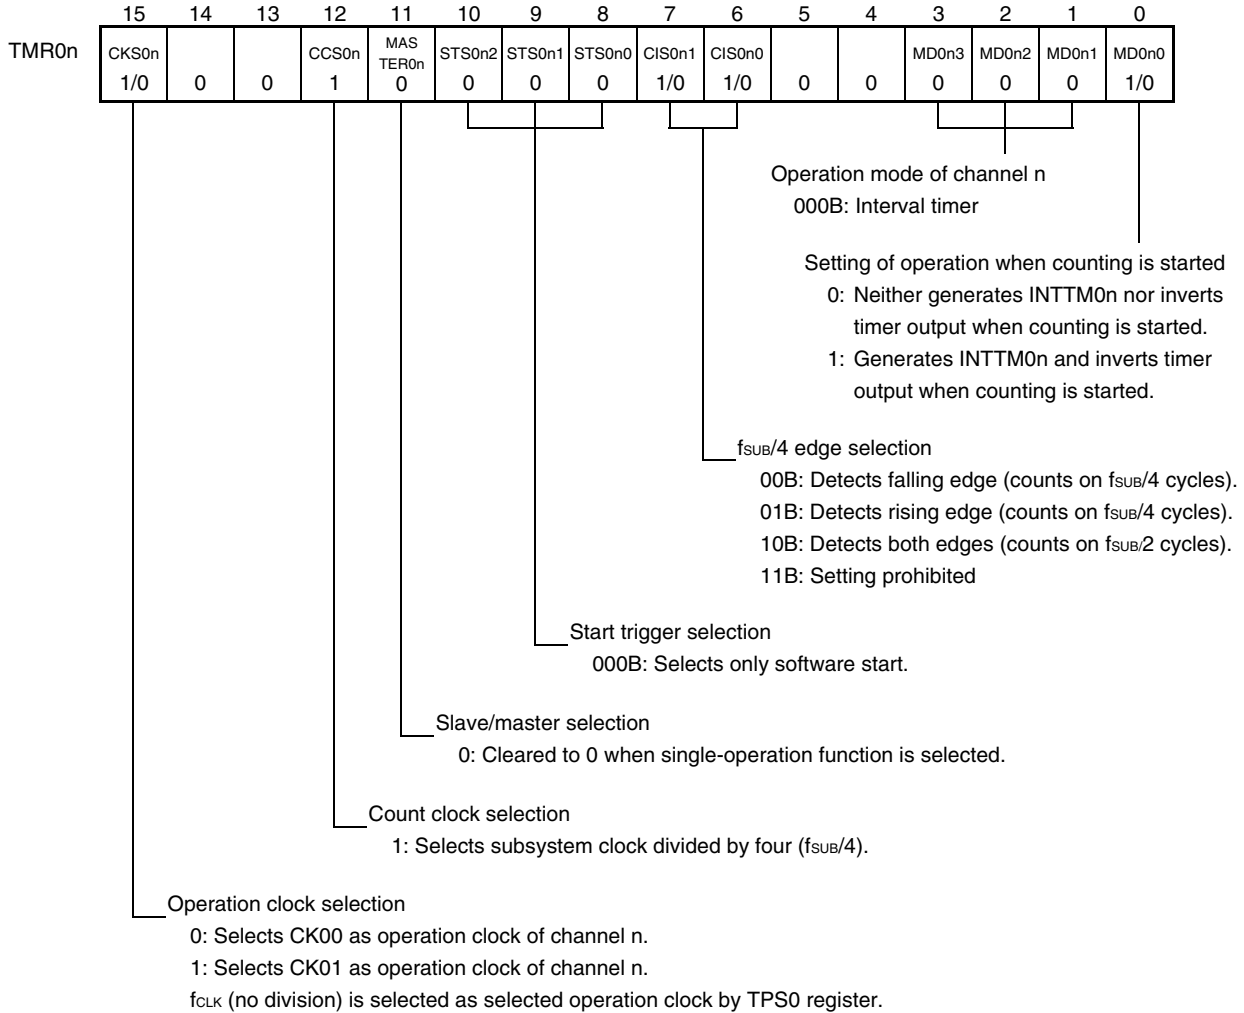 15 14 13 12 11 10 9 8 7 6 5 4 3 2 1 0
TMR0n
CKS0n CCS0n MAS TER0n STS0n2 STS0n1 STS0n0 CIS0n1 CIS0n0 MD0n3 MD0n2 MD0n1 MD0n0
1/0 0 0 1 0 0 0 0 1/0 1/0 0 0 0 0 0 1/0
Operation mode of channel n
000B: Interval timer
Setting of operation when counting is started
0: Neither generates INTTM0n nor inverts
timer output when counting is started.
1: Generates INTTM0n and inverts timer
output when counting is started.
fSUB/4 edge selection
00B: Detects falling edge (counts on fSUB/4 cycles).
01B: Detects rising edge (counts on fSUB/4 cycles).
10B: Detects both edges (counts on fSUB/2 cycles).
11B: Setting prohibited
Start trigger selection
000B: Selects only software start.
Slave/master selection
0: Cleared to 0 when single-operation function is selected.
Count clock selection
1: Selects subsystem clock divided by four (fSUB/4).
Operation clock selection
0: Selects CK00 as operation clock of channel n.
1: Selects CK01 as operation clock of channel n.
fCLK (no division) is selected as selected operation clock by TPS0 register.